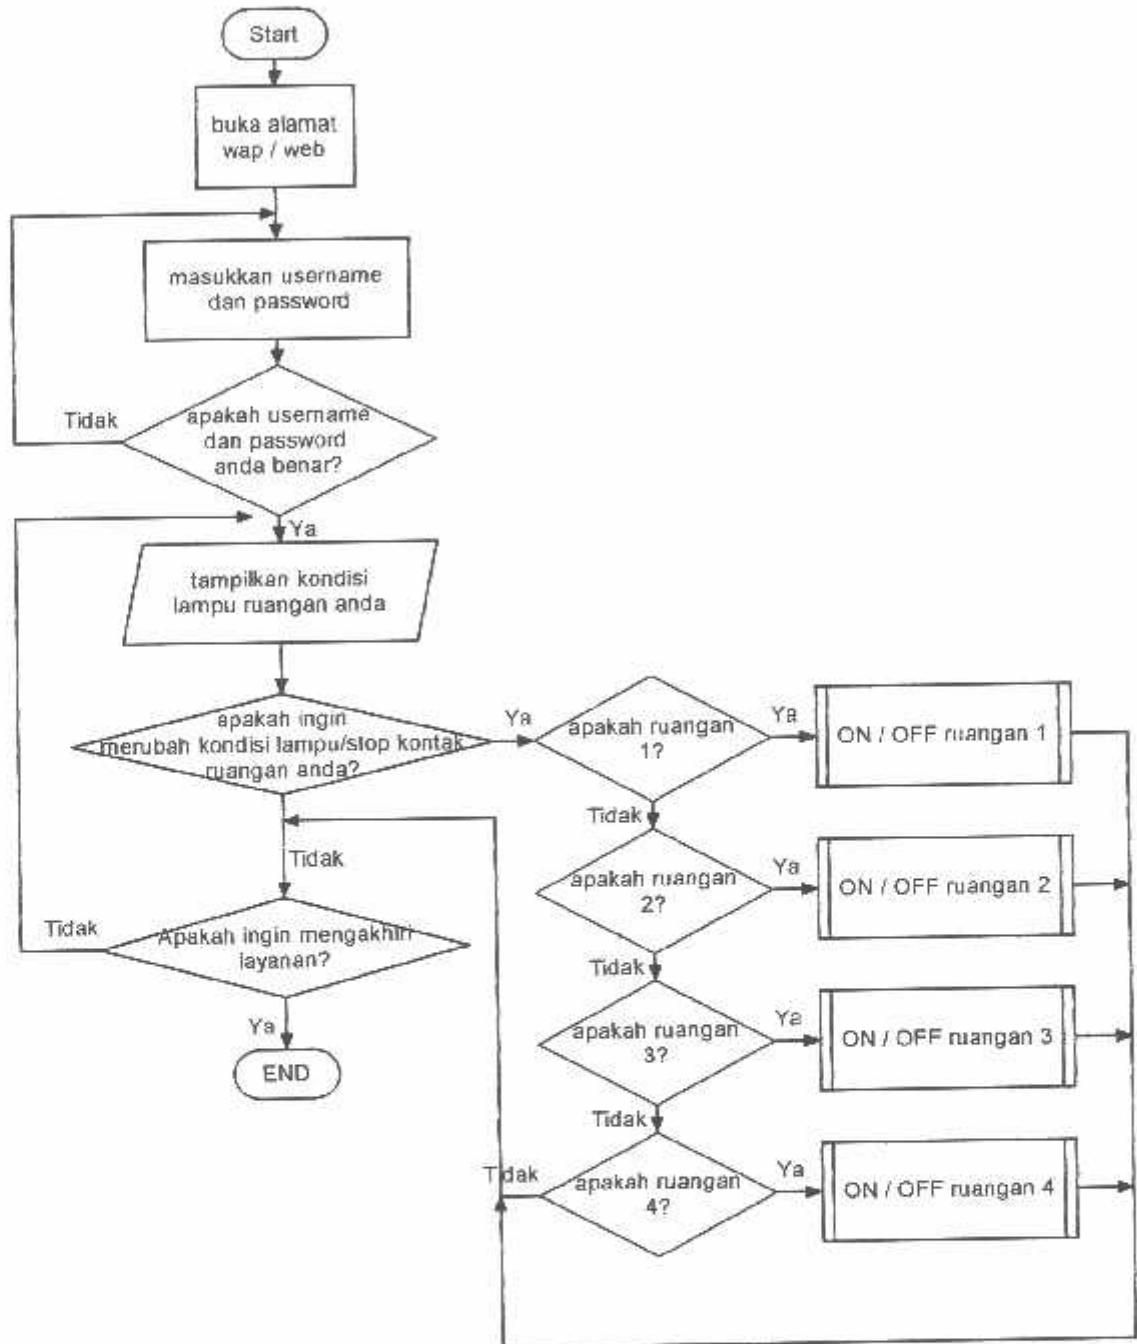 Start
buka alamat
wap / web
masukkan username
dan password
Tidak
apakah username
dan password
anda benar?
Ya
tampilkan kondisi
lampu ruangan anda
apakah ingin
merubah kondisi lampu/stop kontak
ruangan anda?
Ya
apakah ruangan
1?
Ya
ON / OFF ruangan 1
Tidak
Tidak
apakah ruangan
2?
Ya
ON / OFF ruangan 2
Tidak
Apakah ingin mengakhiri
layanan?
Ya
END
Tidak
apakah ruangan
3?
Ya
ON / OFF ruangan 3
Tidak
Tidak
apakah ruangan
4?
Ya
ON / OFF ruangan 4